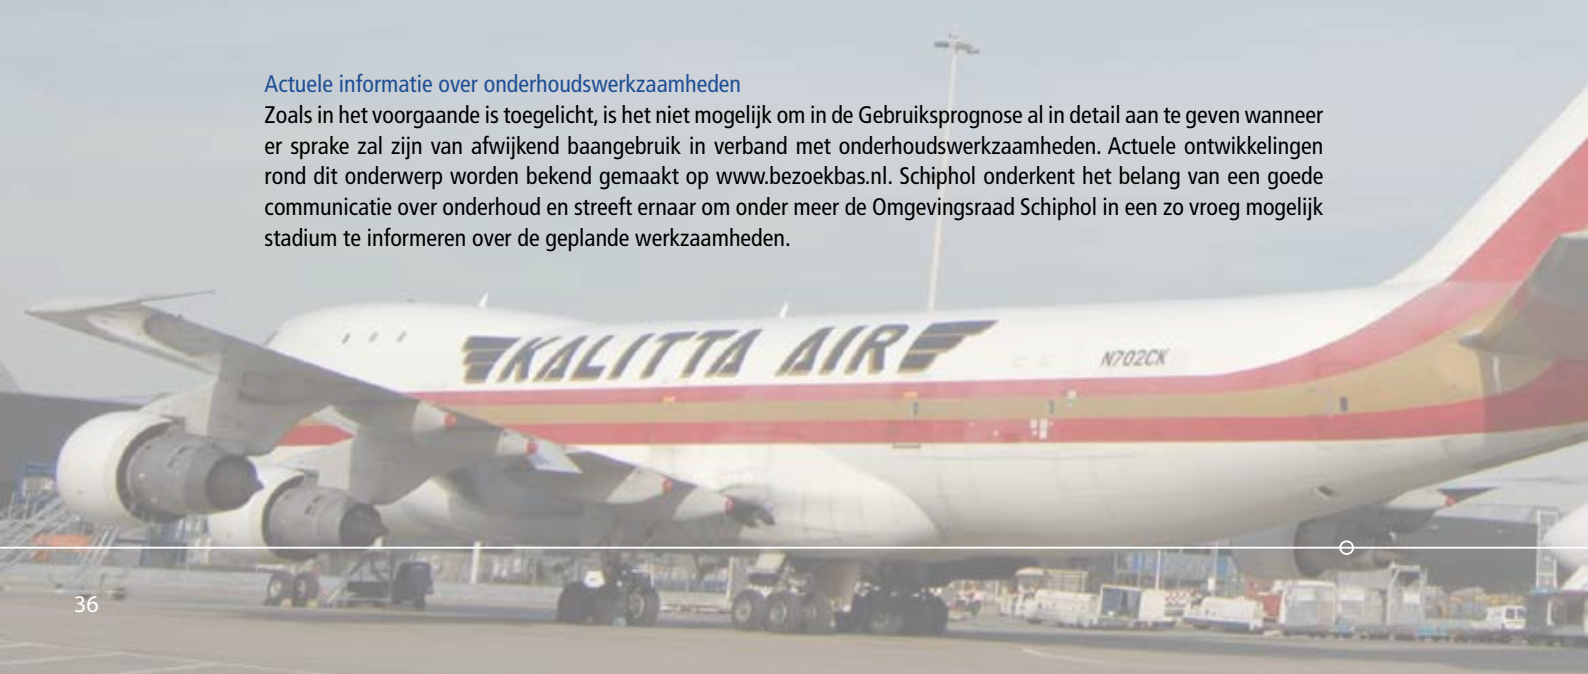 Actuele informatie over onderhoudswerkzaamheden
Zoals in het voorgaande is toegelicht, is het niet mogelijk om in de Gebruiksprognose al in detail aan te geven wanneer
er sprake zal zijn van afwijkend baangebruik in verband met onderhoudswerkzaamheden. Actuele ontwikkelingen
rond dit onderwerp worden bekend gemaakt op www.bezoekbas.nl. Schiphol onderkent het belang van een goede
communicatie over onderhoud en streeft ernaar om onder meer de Omgevingsraad Schiphol in een zo vroeg mogelijk
stadium te informeren over de geplande werkzaamheden.
KALITTA AIR
N702CK
36